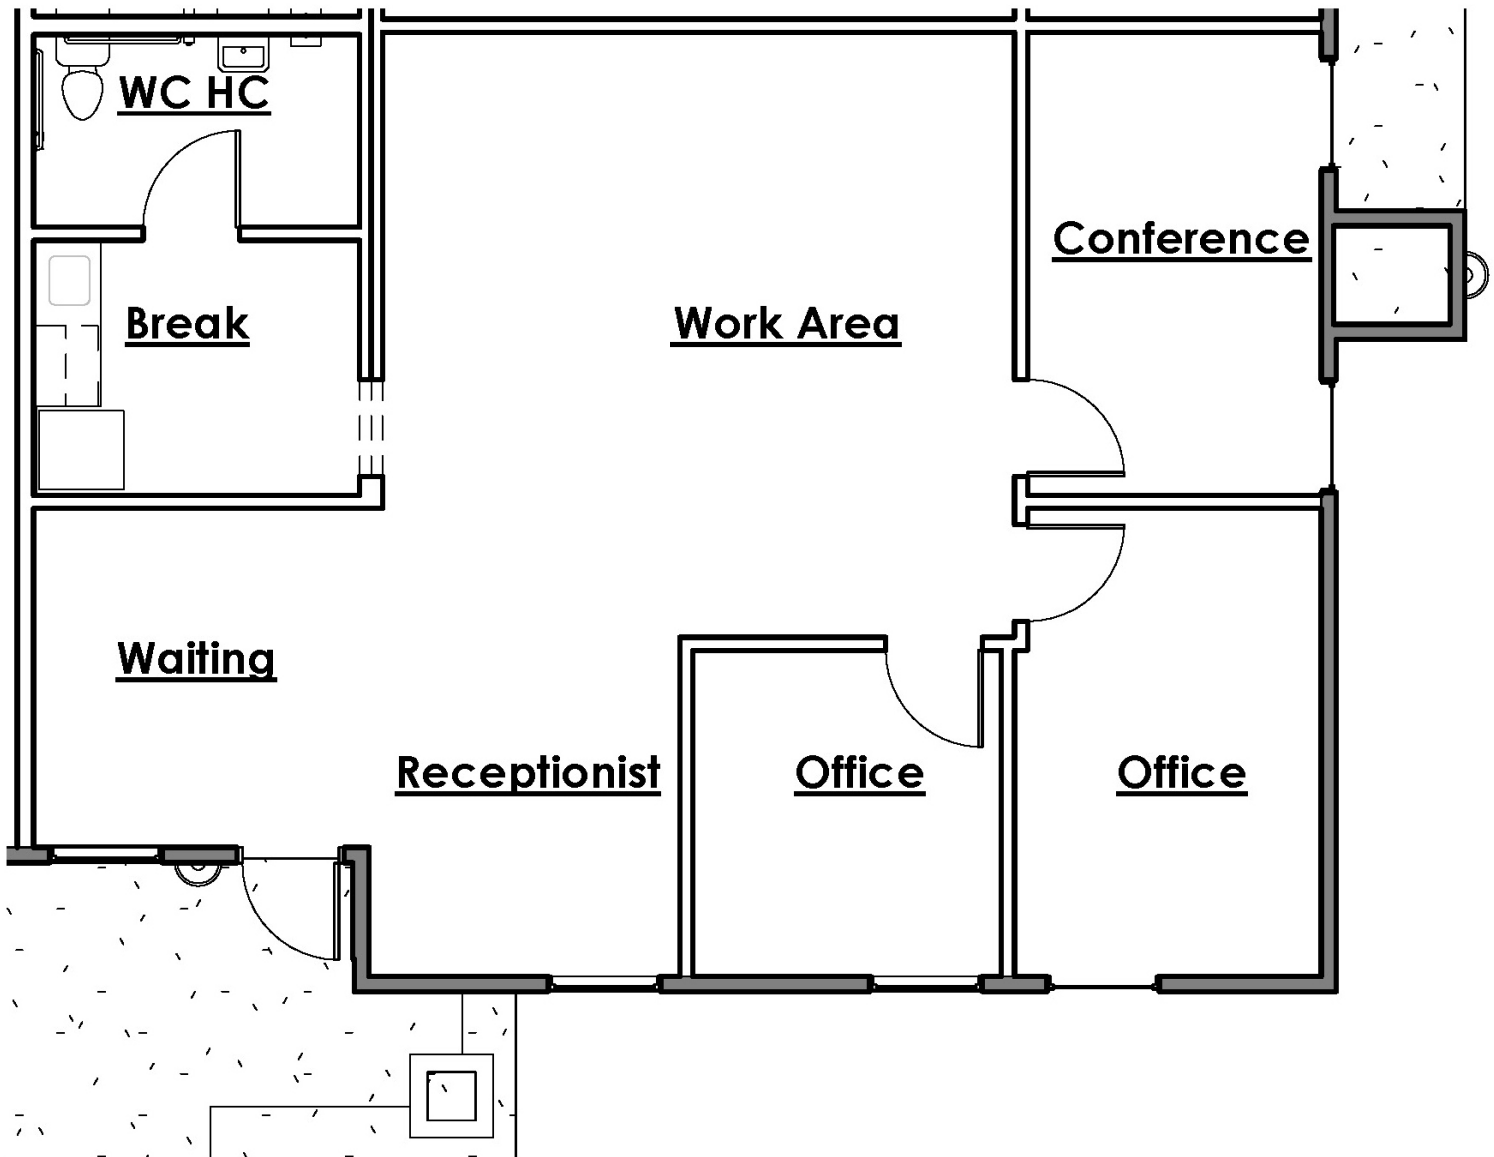 WC HC
Conference
Break
Work Area
Waiting
Receptionist
Office
Office